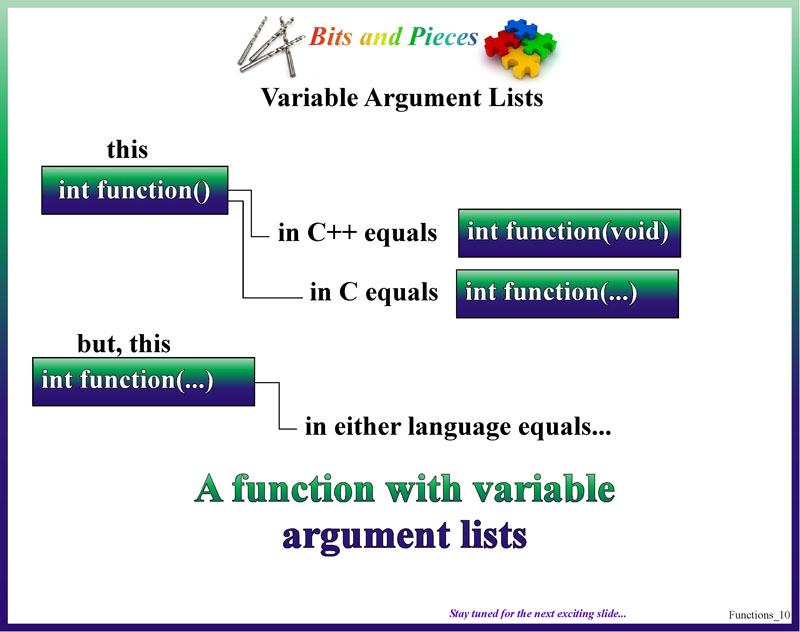 Bits and Pieces
Variable Argument Lists
this
int function()
in C++ equals
int function(void)
in C equals
int function(...)
but, this
int function(...)
in either language equals...
A function with variable
argument lists
Stay tuned for the next exciting slide...
Functions_10